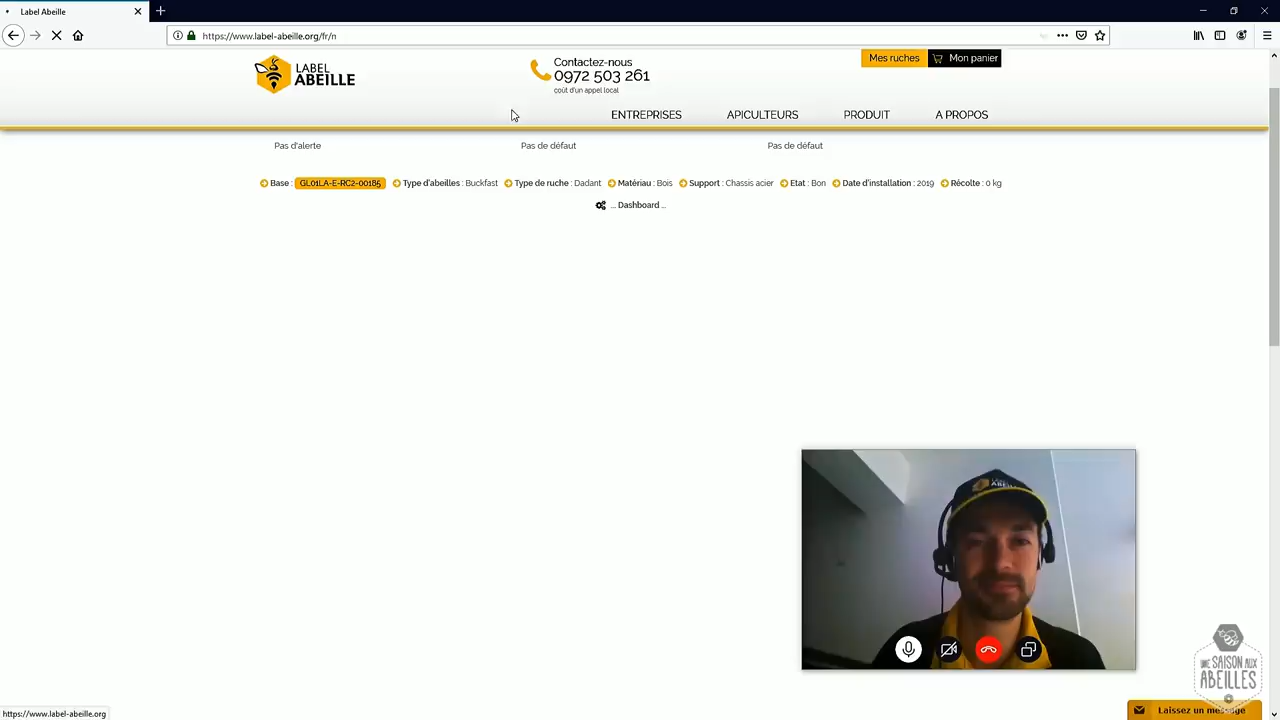 Label Abeille
https://www.label-abeille.org/fr/n
LABEL
ABEILLE
Contactez-nous
0972 503 261
coût d'un appel local
Mes ruches
Mon panier
ENTREPRISES
APICULTEURS
PRODUIT
A PROPOS
Pas d'alerte
Pas de défaut
Pas de défaut
Base : GL01LA-E-RC2-00185 Type d'abeilles : Buckfast Type de ruche : Dadant Matériau : Bois Support : Chassis acier Etat : Bon Date d'installation : 2019 Récolte : 0 kg
... Dashboard ...
ABEILLE
UNE SAISON AUX
ABEILLES
Laissez un message
https://www.label-abeille.org